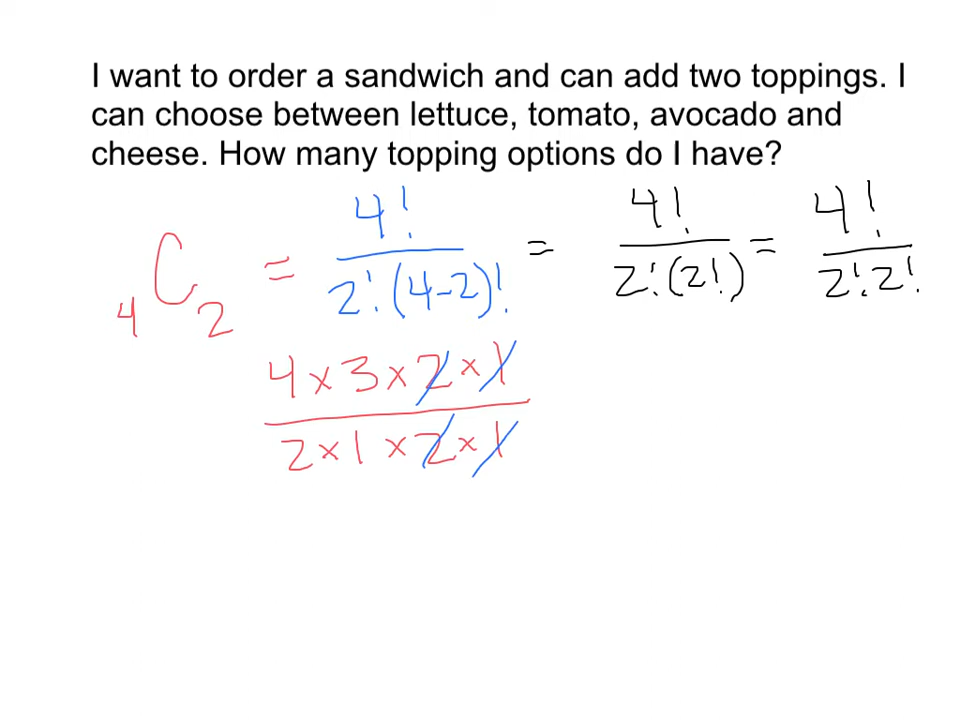 I want to order a sandwich and can add two toppings. I
can choose between lettuce, tomato, avocado and
cheese. How many topping options do I have?
₄C₂ = 4! / 2!(4-2)! = 4! / 2!(2!) = 4! / 2!2!
4 x 3 x 2 x 1
2 x 1 x 2 x 1